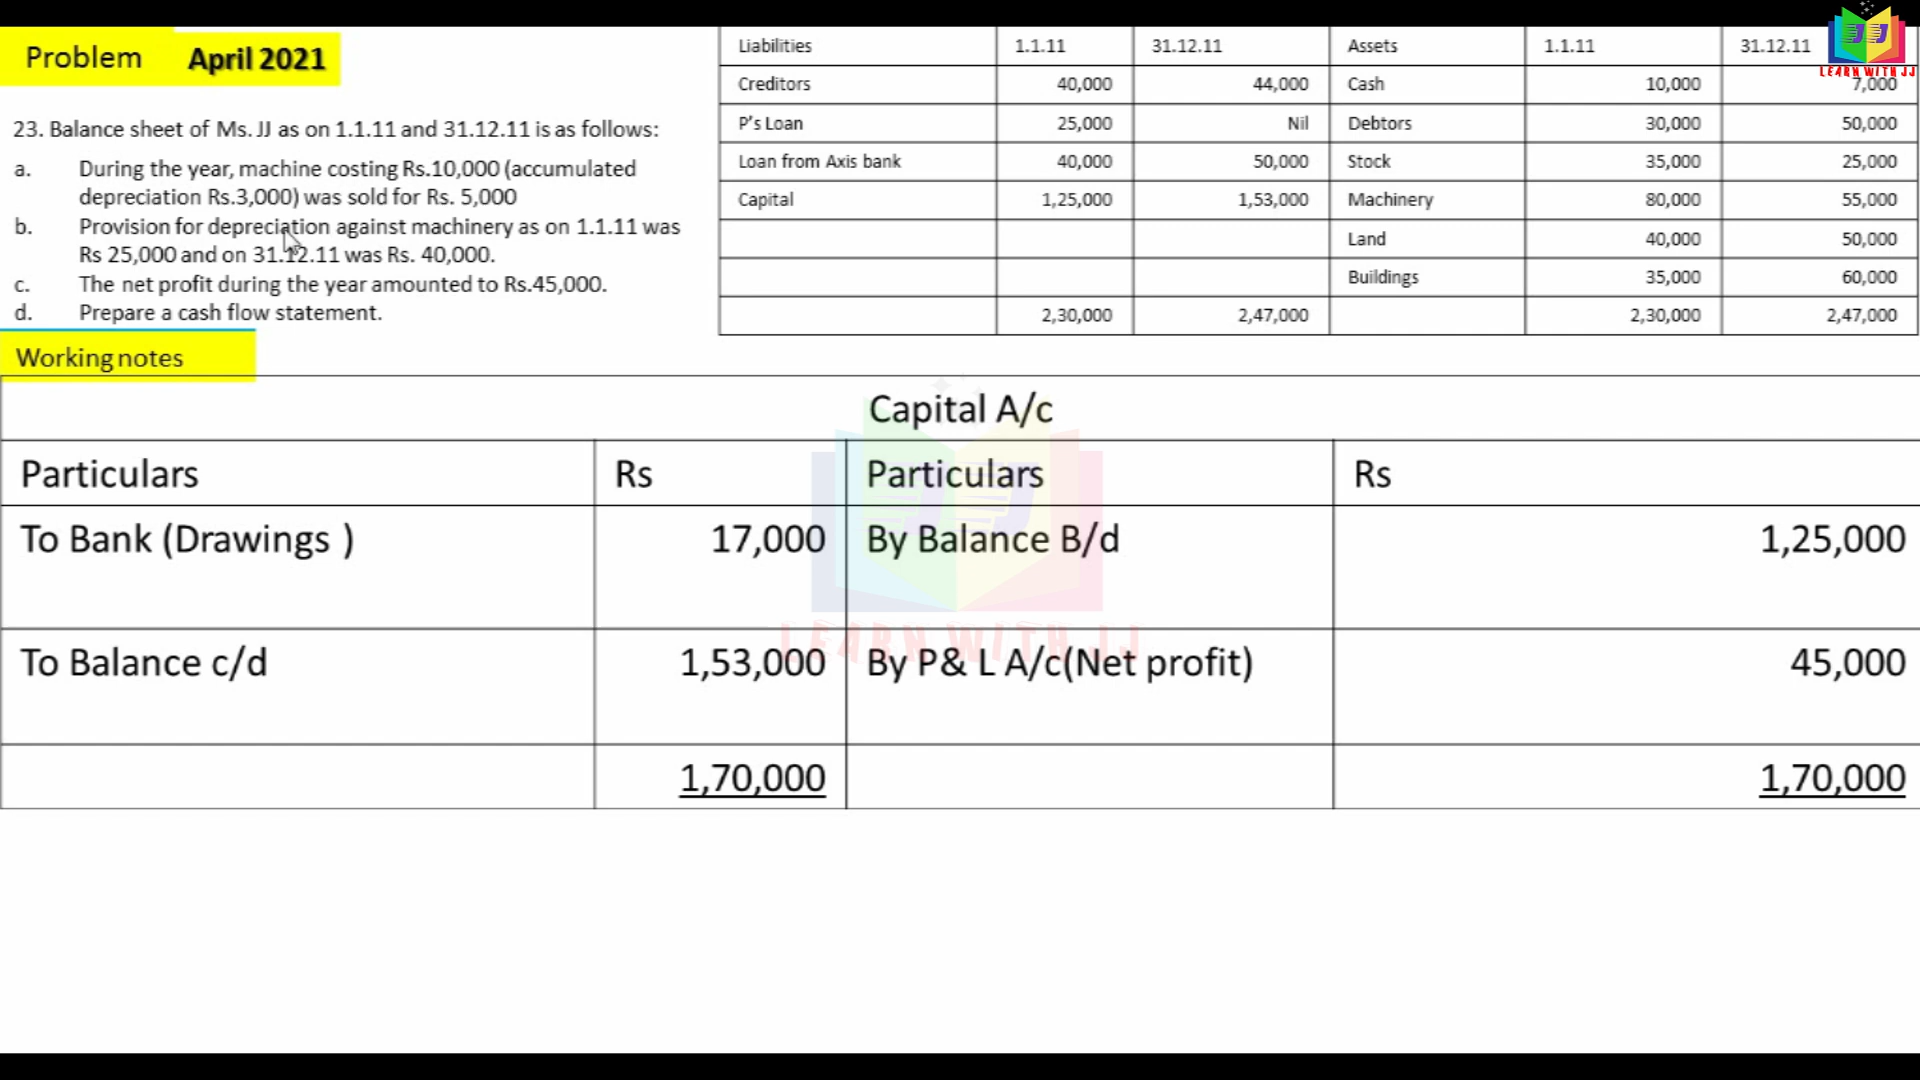 Problem April 2021
23. Balance sheet of Ms. JJ as on 1.1.11 and 31.12.11 is as follows:
a. During the year, machine costing Rs.10,000 (accumulated
depreciation Rs.3,000) was sold for Rs. 5,000
b. Provision for depreciation against machinery as on 1.1.11 was
Rs 25,000 and on 31.12.11 was Rs. 40,000.
c. The net profit during the year amounted to Rs.45,000.
d. Prepare a cash flow statement.
Liabilities 1.1.11 31.12.11 Assets 1.1.11 31.12.11
Creditors 40,000 44,000 Cash 10,000 7,000
P's Loan 25,000 Nil Debtors 30,000 50,000
Loan from Axis bank 40,000 50,000 Stock 35,000 25,000
Capital 1,25,000 1,53,000 Machinery 80,000 55,000
Land 40,000 50,000
Buildings 35,000 60,000
2,30,000 2,47,000 2,30,000 2,47,000
JJ
LEARN WITH JJ
Working notes
Capital A/c
Particulars Rs Particulars Rs
To Bank (Drawings ) 17,000 By Balance B/d 1,25,000
To Balance c/d 1,53,000 By P& L A/c(Net profit) 45,000
1,70,000 1,70,000
JJ
LEARN WITH JJ